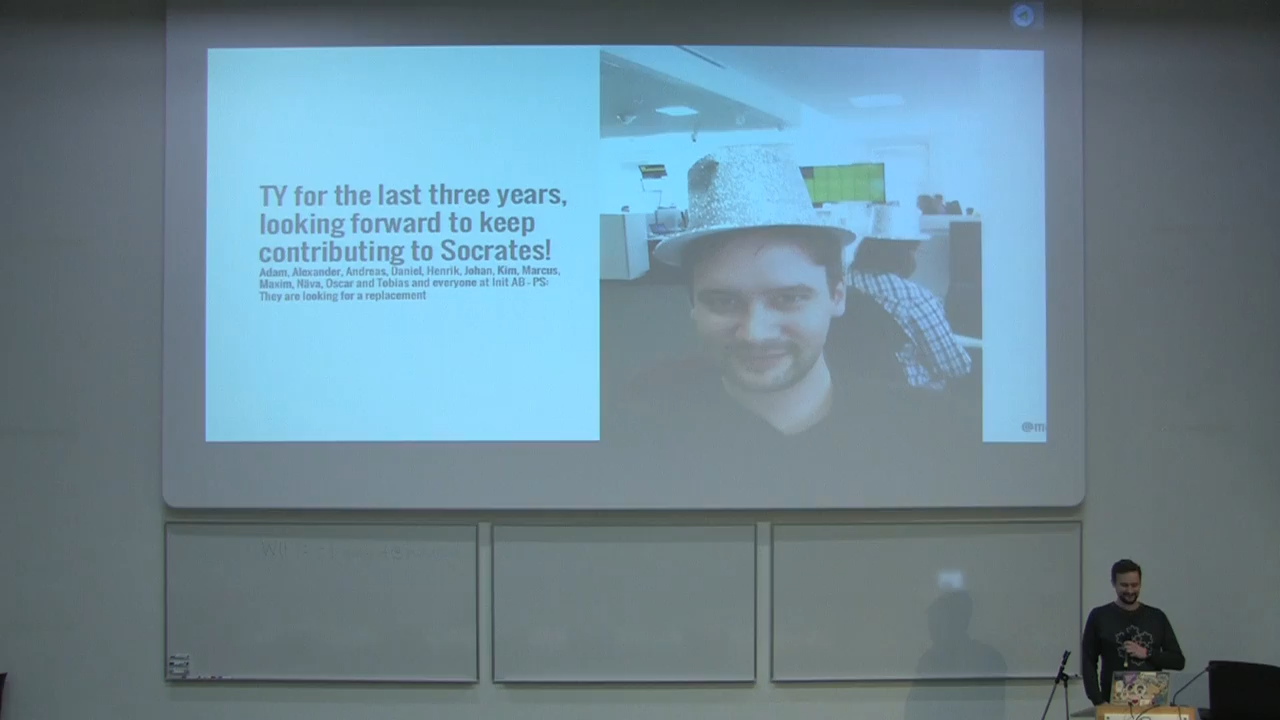 TY for the last three years,
looking forward to keep
contributing to Socrates!
Adam, Alexander, Andreas, Daniel, Henrik, Johan, Kim, Marcus,
Maxim, Näva, Oscar and Tobias and everyone at Init AB - PS:
They are looking for a replacement
@m